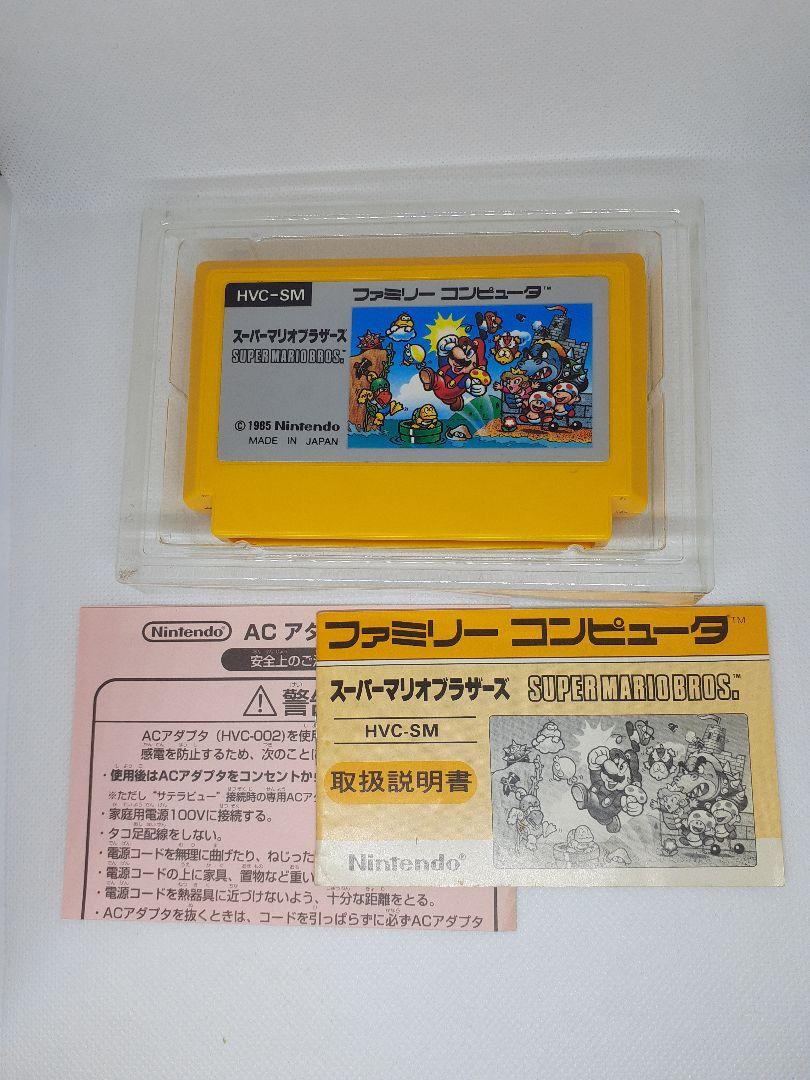 HVC-SM
ファミリー コンピュータ™
スーパーマリオブラザーズ
SUPER MARIO BROS.™
© 1985 Nintendo
MADE IN JAPAN
Nintendo AC アダ
安全上のご
警告
ACアダプタ（HVC-002)を使
感電を防止するため、次のことに
・使用後はACアダプタをコンセントか
※ただし“サテラビュー”接続時の専用ACア
・家庭用電源100Vに接続する。
・タコ足配線をしない。
・電源コードを無理に曲げたり、ねじった
・電源コードの上に家具、置物など重い
・電源コードを熱器具に近づけないよう、十分な距離をとる。
・ACアダプタを抜くときは、コードを引っぱらずに必ずACアダプタ
ファミリー コンピュータ™
スーパーマリオブラザーズ SUPER MARIO BROS.™
HVC-SM
取扱説明書
Nintendo